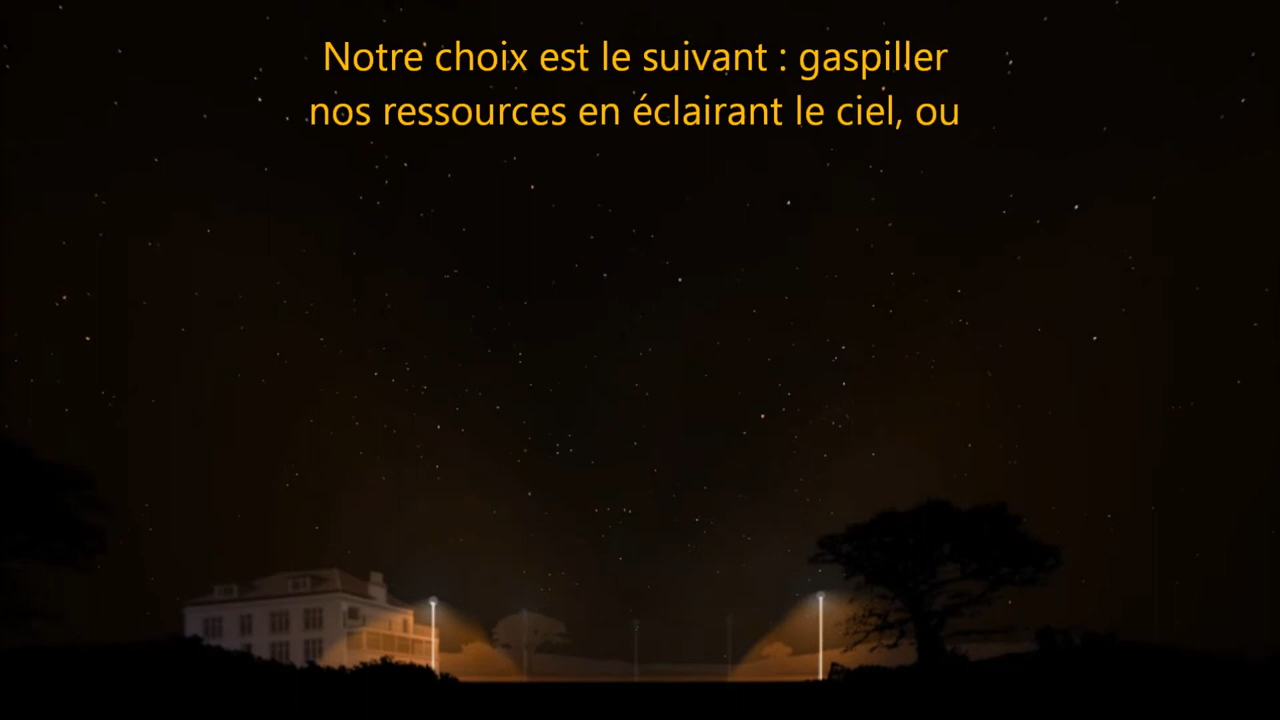 Notre choix est le suivant : gaspiller
nos ressources en éclairant le ciel, ou